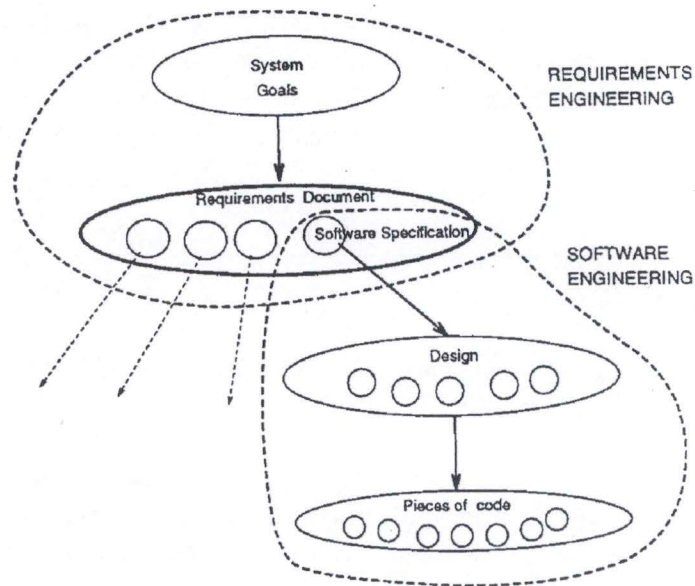 System
Goals
REQUIREMENTS
ENGINEERING
Requirements Document
Software Specification
SOFTWARE
ENGINEERING
Design
Pieces of code